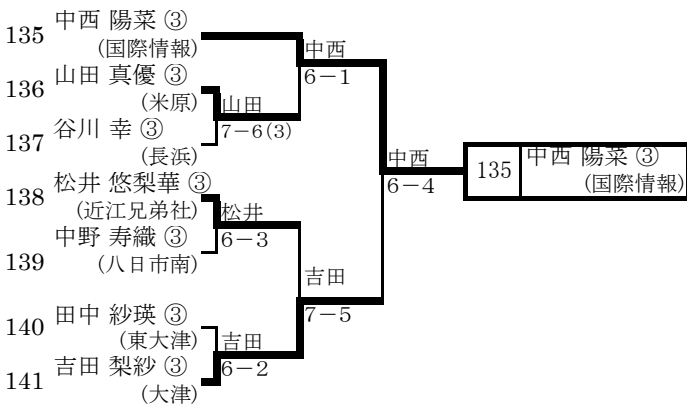 135 中西 陽菜 ③
(国際情報)
中西
6－1
136 山田 真優 ③
(米原)
山田
7－6(3)
137 谷川 幸 ③
(長浜)
中西
6－4
135 中西 陽菜 ③
(国際情報)
138 松井 悠梨華 ③
(近江兄弟社)
松井
6－3
139 中野 寿織 ③
(八日市南)
吉田
7－5
140 田中 紗瑛 ③
(東大津)
吉田
6－2
141 吉田 梨紗 ③
(大津)